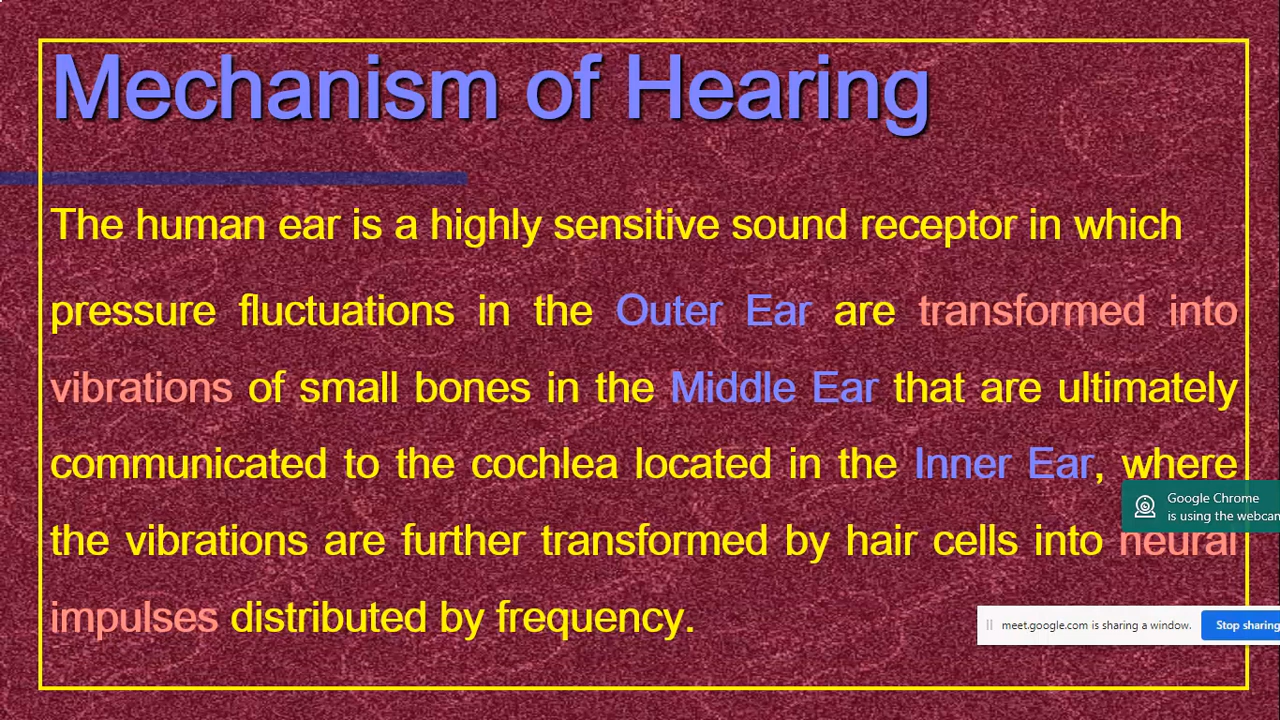 Mechanism of Hearing
The human ear is a highly sensitive sound receptor in which
pressure fluctuations in the Outer Ear are transformed into
vibrations of small bones in the Middle Ear that are ultimately
communicated to the cochlea located in the Inner Ear, where
Google Chrome
is using the webcam
the vibrations are further transformed by hair cells into neural
impulses distributed by frequency.
meet.google.com is sharing a window.
Stop sharing